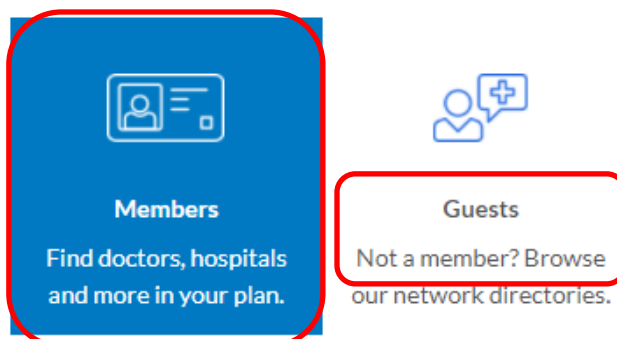 Members
Find doctors, hospitals
and more in your plan.
Guests
Not a member? Browse
our network directories.